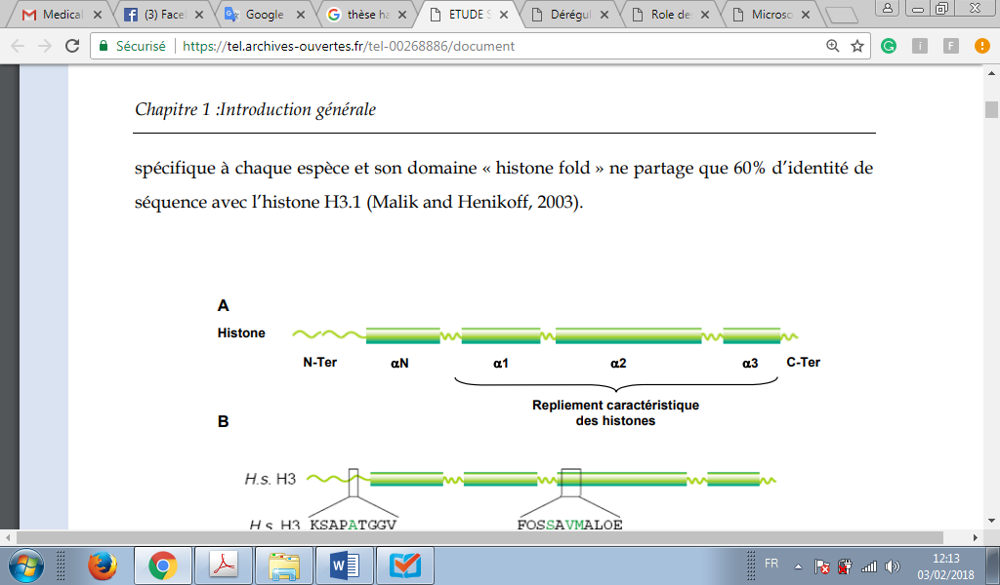 Medical
(3) Face
Google
thèse ha
ETUDE S
Dérégul
Role de
Microsc
Sécurisé
https://tel.archives-ouvertes.fr/tel-00268886/document
Chapitre 1 :Introduction générale
spécifique à chaque espèce et son domaine « histone fold » ne partage que 60% d'identité de
séquence avec l'histone H3.1 (Malik and Henikoff, 2003).
A
Histone
N-Ter αN α1 α2 α3 C-Ter
Repliement caractéristique
des histones
B
H.s. H3
H.s. H3 KSAPATGGV FQSSAVMALQE
FR
12:13
03/02/2018